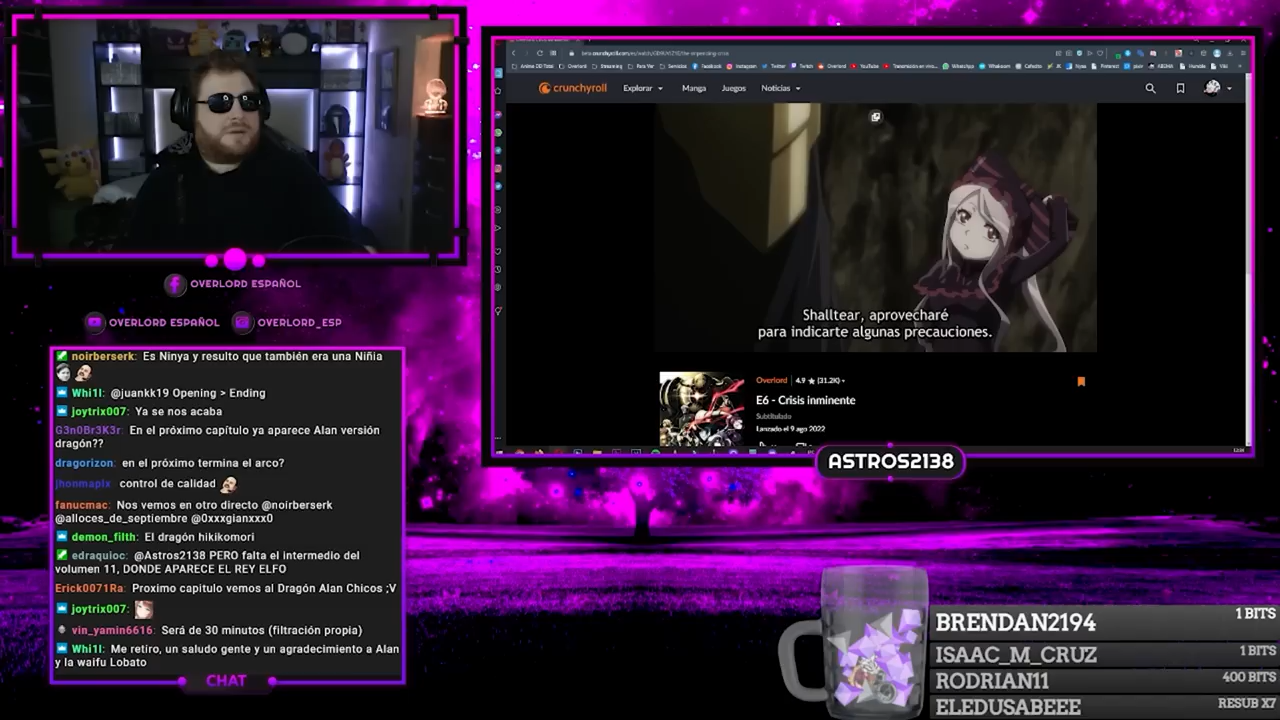 OVERLORD ESPAÑOL
OVERLORD ESPAÑOL
OVERLORD_ESP
noirberserk: Es Ninya y resulto que también era una Niñia
Whi1l: @juankk19 Opening > Ending
joytrix007: Ya se nos acaba
G3n0Br3K3r: En el próximo capítulo ya aparece Alan versión
dragón??
dragorizon: en el próximo termina el arco?
jhonmaplx: control de calidad
fanucmac: Nos vemos en otro directo @noirberserk
@alloces_de_septiembre @0xxxgianxxx0
demon_filth: El dragón hikikomori
edraquioc: @Astros2138 PERO falta el intermedio del
volumen 11, DONDE APARECE EL REY ELFO
Erick0071Ra: Proximo capitulo vemos al Dragón Alan Chicos ;V
joytrix007:
vin_yamin6616: Será de 30 minutos (filtración propia)
Whi1l: Me retiro, un saludo gente y un agradecimiento a Alan
y la waifu Lobato
CHAT
crunchyroll
Explorar
Manga
Juegos
Noticias
Shalltear, aprovecharé
para indicarte algunas precauciones.
Overlord 4.9 ★ (31.2K)
E6 - Crisis inminente
Subtitulado
Lanzado el 9 ago 2022
ASTROS2138
BRENDAN2194 1 BITS
ISAAC_M_CRUZ 1 BITS
RODRIAN11 400 BITS
ELEDUSABEEE RESUB X7